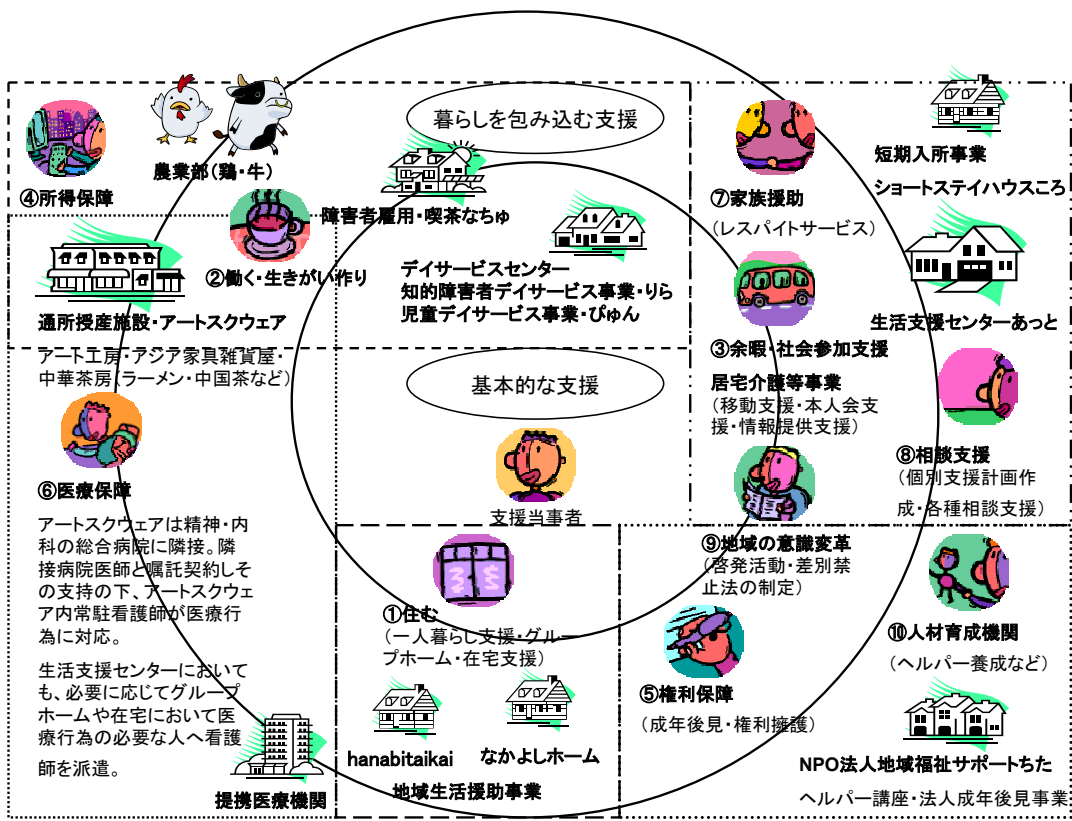 暮らしを包み込む支援
農業部(鶏・牛)
④所得保障
障害者雇用・喫茶なちゅ
②働く・生きがい作り
通所授産施設・アートスクウェア
アート工房・アジア家具雑貨屋・
中華茶房(ラーメン・中国茶など)
デイサービスセンター
知的障害者デイサービス事業・りら
児童デイサービス事業・ぴゅん
⑦家族援助
(レスパイトサービス)
短期入所事業
ショートステイハウスころ
生活支援センターあっと
③余暇・社会参加支援
居宅介護等事業
(移動支援・本人会支
援・情報提供支援)
⑧相談支援
(個別支援計画作
成・各種相談支援)
基本的な支援
支援当事者
⑥医療保障
アートスクウェアは精神・内
科の総合病院に隣接。隣
接病院医師と嘱託契約しそ
の支持の下、アートスクウェ
ア内常駐看護師が医療行
為に対応。
生活支援センターにおいて
も、必要に応じてグループ
ホームや在宅において医
療行為の必要な人へ看護
師を派遣。
提携医療機関
①住む
(一人暮らし支援・グルー
プホーム・在宅支援)
hanabitaikai
なかよしホーム
地域生活援助事業
⑨地域の意識変革
(啓発活動・差別禁
止法の制定)
⑤権利保障
(成年後見・権利擁護)
⑩人材育成機関
(ヘルパー養成など)
NPO法人地域福祉サポートちた
ヘルパー講座・法人成年後見事業